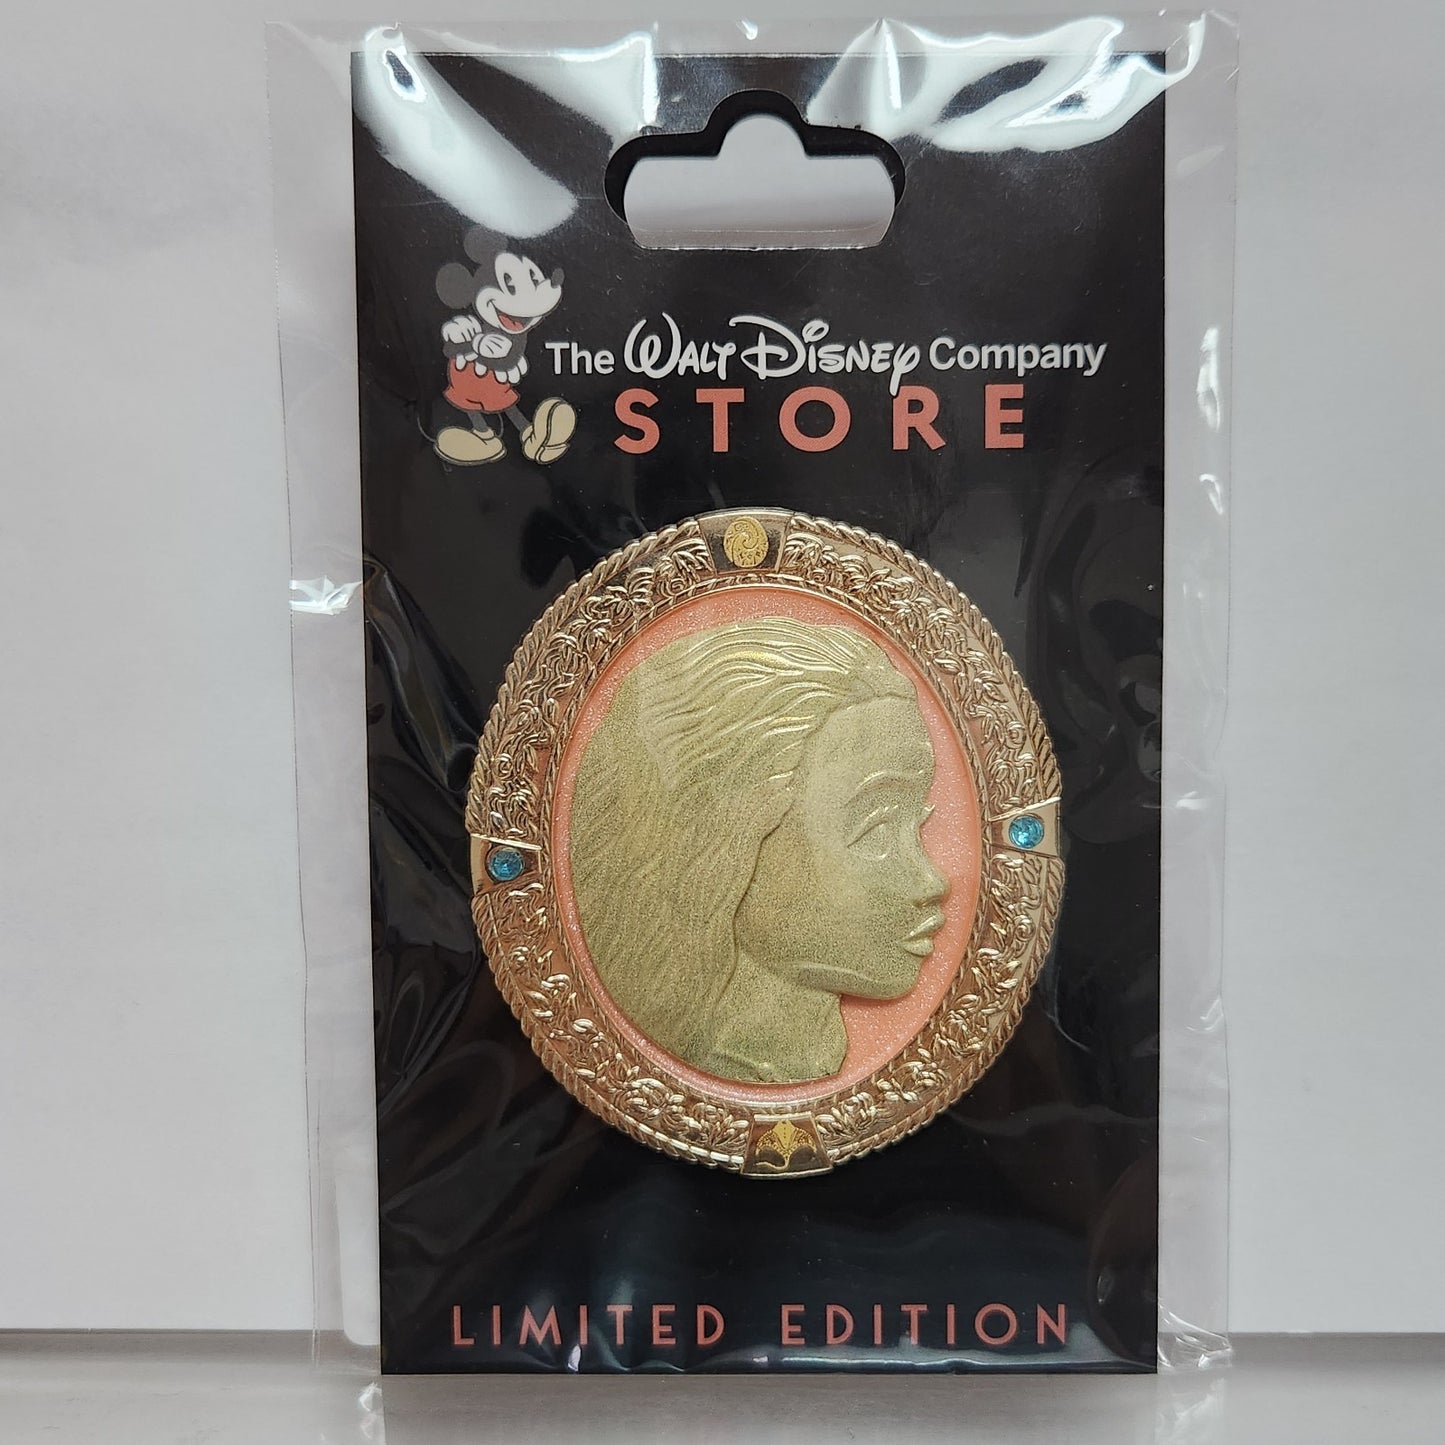 The Walt Disney Company
STORE
LIMITED EDITION